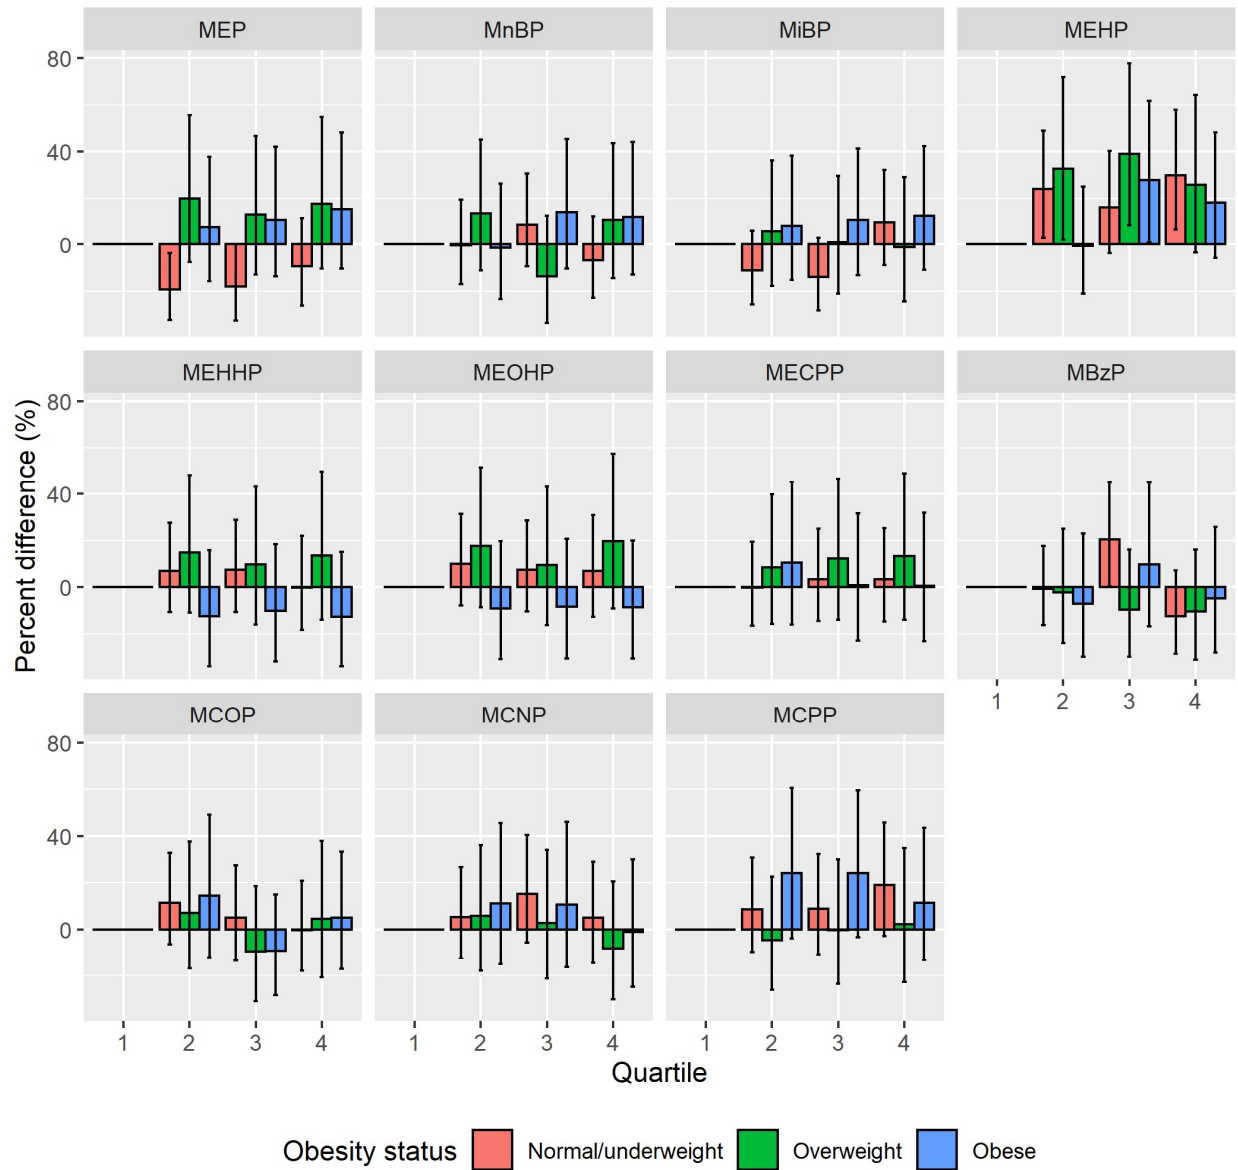 MEP MnBP MiBP MEHP
80
40
0
MEHHP MEOHP MECPP MBzP
80
40
0
1 2 3 4
MCOP MCNP MCPP
80
40
0
1 2 3 4 1 2 3 4 1 2 3 4
Percent difference (%)
Quartile
Obesity status Normal/underweight Overweight Obese